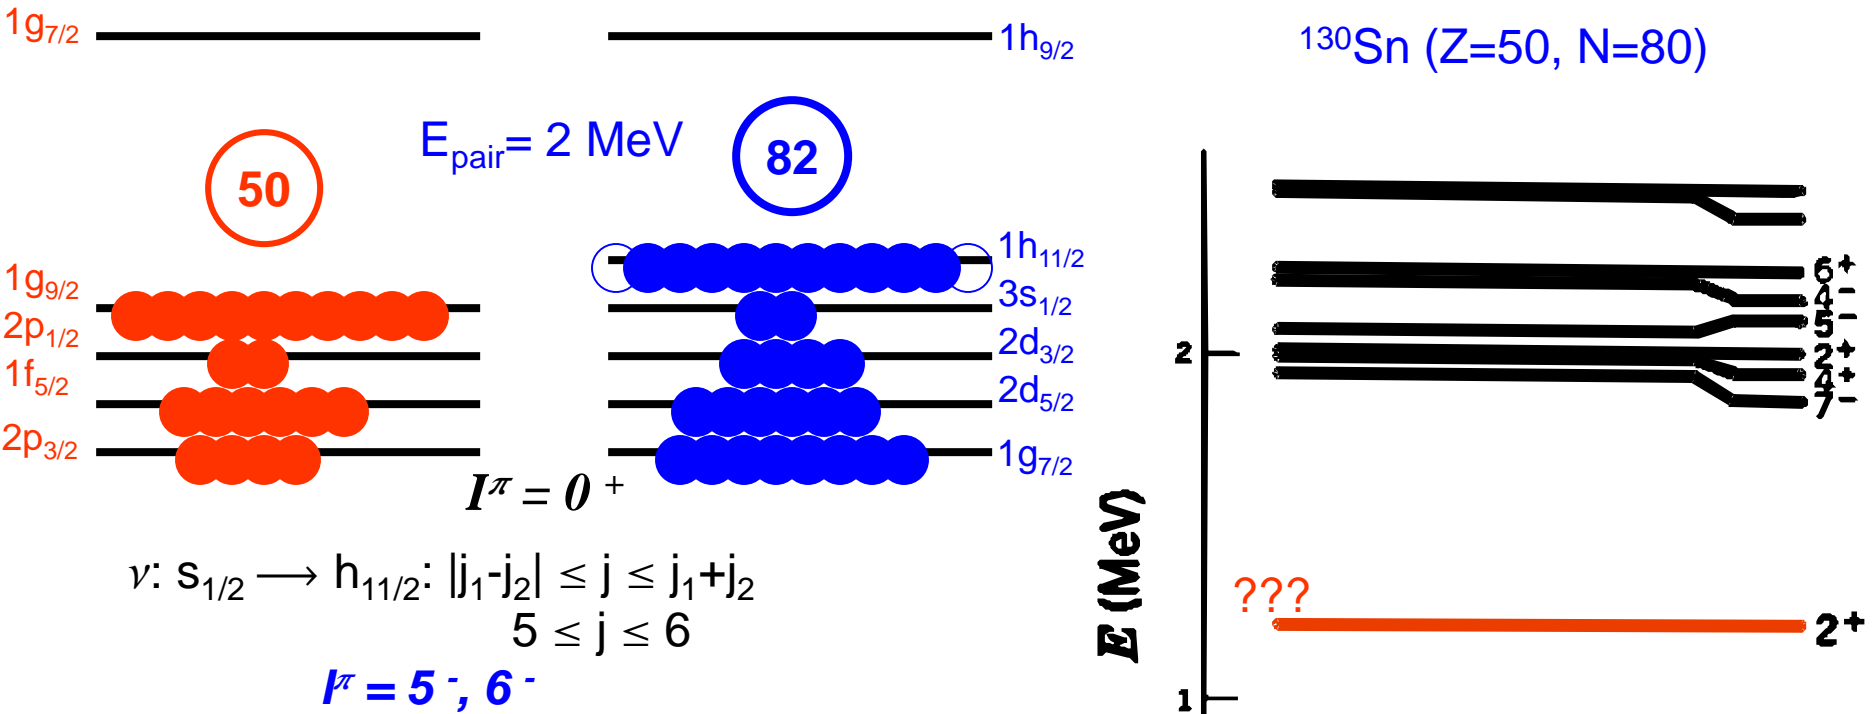 1g7/2
1h9/2
130Sn (Z=50, N=80)
Epair= 2 MeV
50
82
1g9/2
2p1/2
1f5/2
2p3/2
1h11/2
3s1/2
2d3/2
2d5/2
1g7/2
Iπ = 0 +
ν: s1/2 ⟶ h11/2: |j1-j2| ≤ j ≤ j1+j2
5 ≤ j ≤ 6
Iπ = 5 -, 6 -
E (MeV)
2
1
6+
4-
5-
2+
4+
7-
???
2+